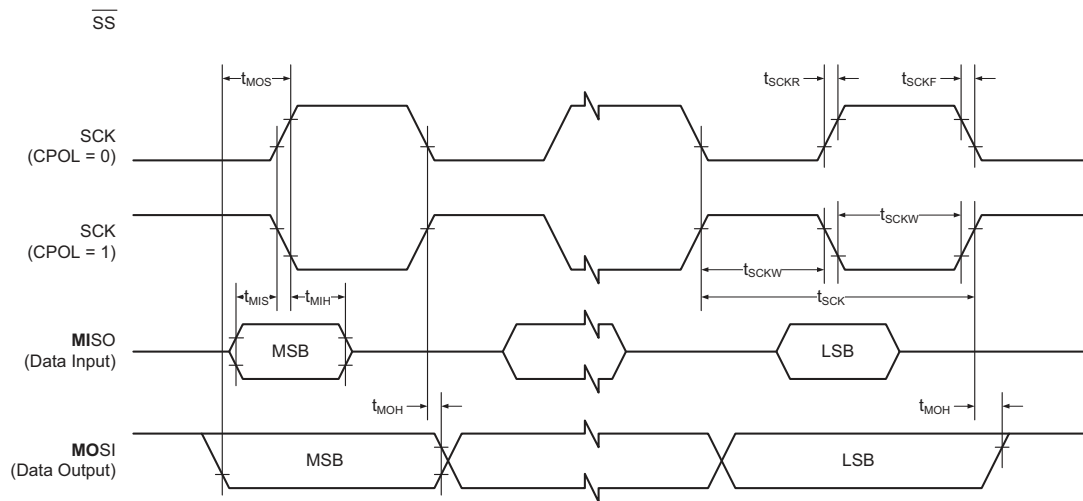 SS
tMOS
tSCKR
tSCKF
SCK
(CPOL = 0)
SCK
(CPOL = 1)
tSCKW
tSCKW
tSCK
tMIS
tMIH
MISO
(Data Input)
MSB
LSB
tMOH
tMOH
MOSI
(Data Output)
MSB
LSB